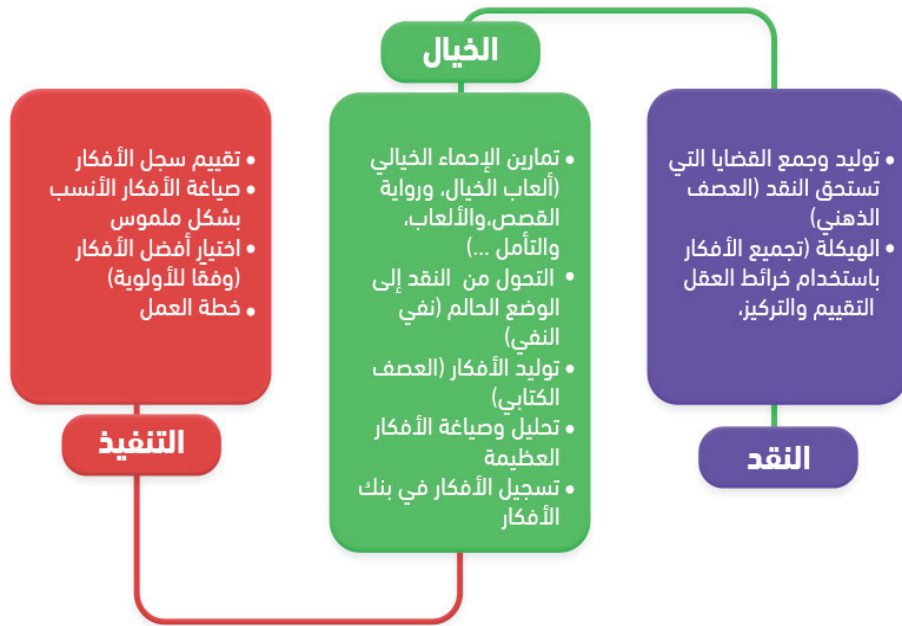 النقد
• توليد وجمع القضايا التي
تستحق النقد (العصف
الذهني)
• الهيكلة (تجميع الأفكار
باستخدام خرائط العقل
التقييم والتركيز،
الخيال
• تمارين الإحماء الخيالي
(ألعاب الخيال، ورواية
القصص،والألعاب،
والتأمل ...)
• التحول من النقد إلى
الوضع الحالم (نفي
النفي)
• توليد الأفكار (العصف
الكتابي)
• تحليل وصياغة الأفكار
العظيمة
• تسجيل الأفكار في بنك
الأفكار
التنفيذ
• تقييم سجل الأفكار
• صياغة الأفكار الأنسب
بشكل ملموس
• اختيار أفضل الأفكار
(وفقًا للأولوية)
• خطة العمل